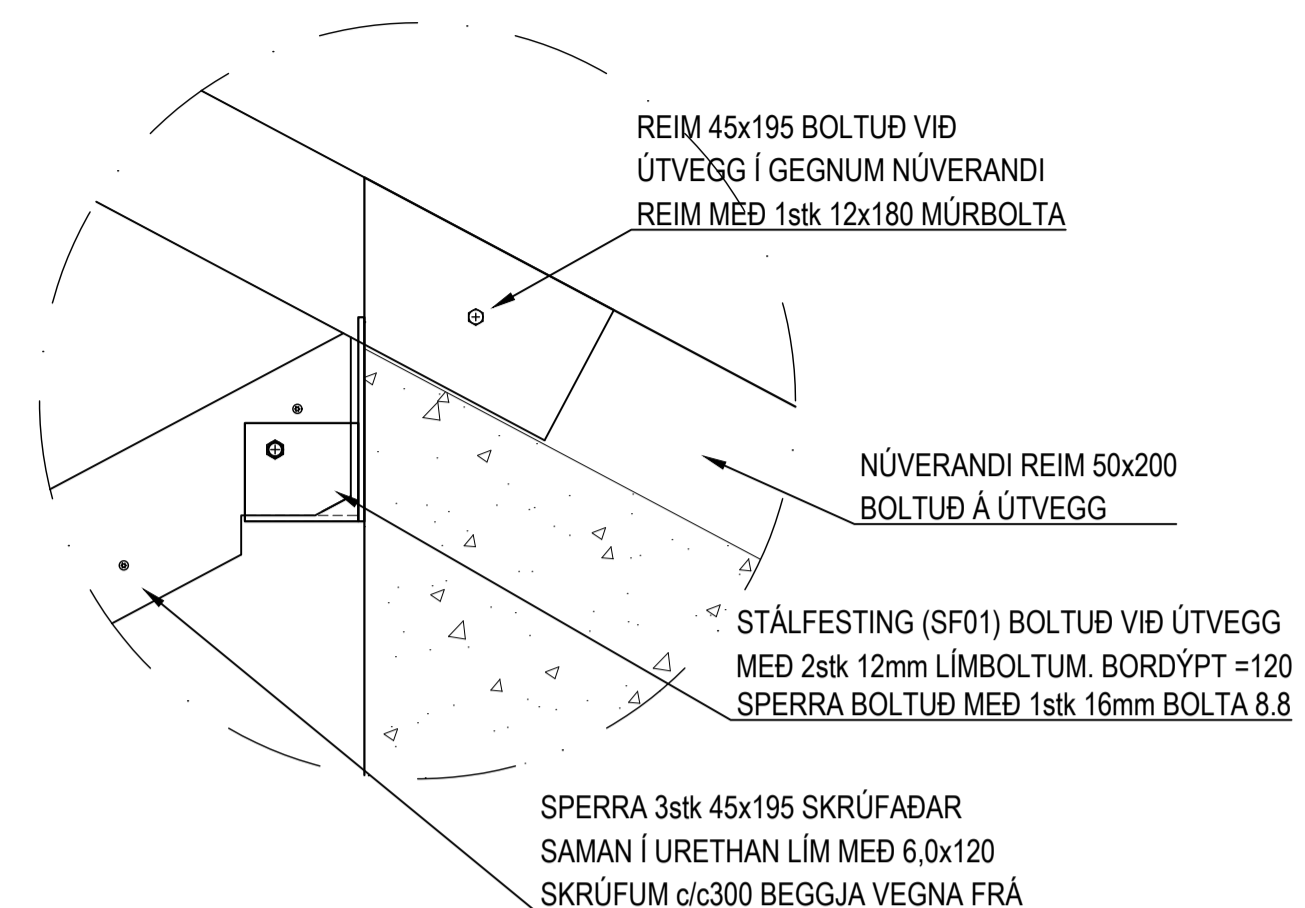 REIM 45x195 BOLTUÐ VIÐ
ÚTVEGG Í GEGNUM NÚVERANDI
REIM MEÐ 1stk 12x180 MÚRBOLTA
NÚVERANDI REIM 50x200
BOLTUÐ Á ÚTVEGG
STÁLFESTING (SF01) BOLTUÐ VIÐ ÚTVEGG
MEÐ 2stk 12mm LÍMBOLTUM. BORDÝPT =120
SPERRA BOLTUÐ MEÐ 1stk 16mm BOLTA 8.8
SPERRA 3stk 45x195 SKRÚFAÐAR
SAMAN Í URETHAN LÍM MEÐ 6,0x120
SKRÚFUM c/c300 BEGGJA VEGNA FRÁ